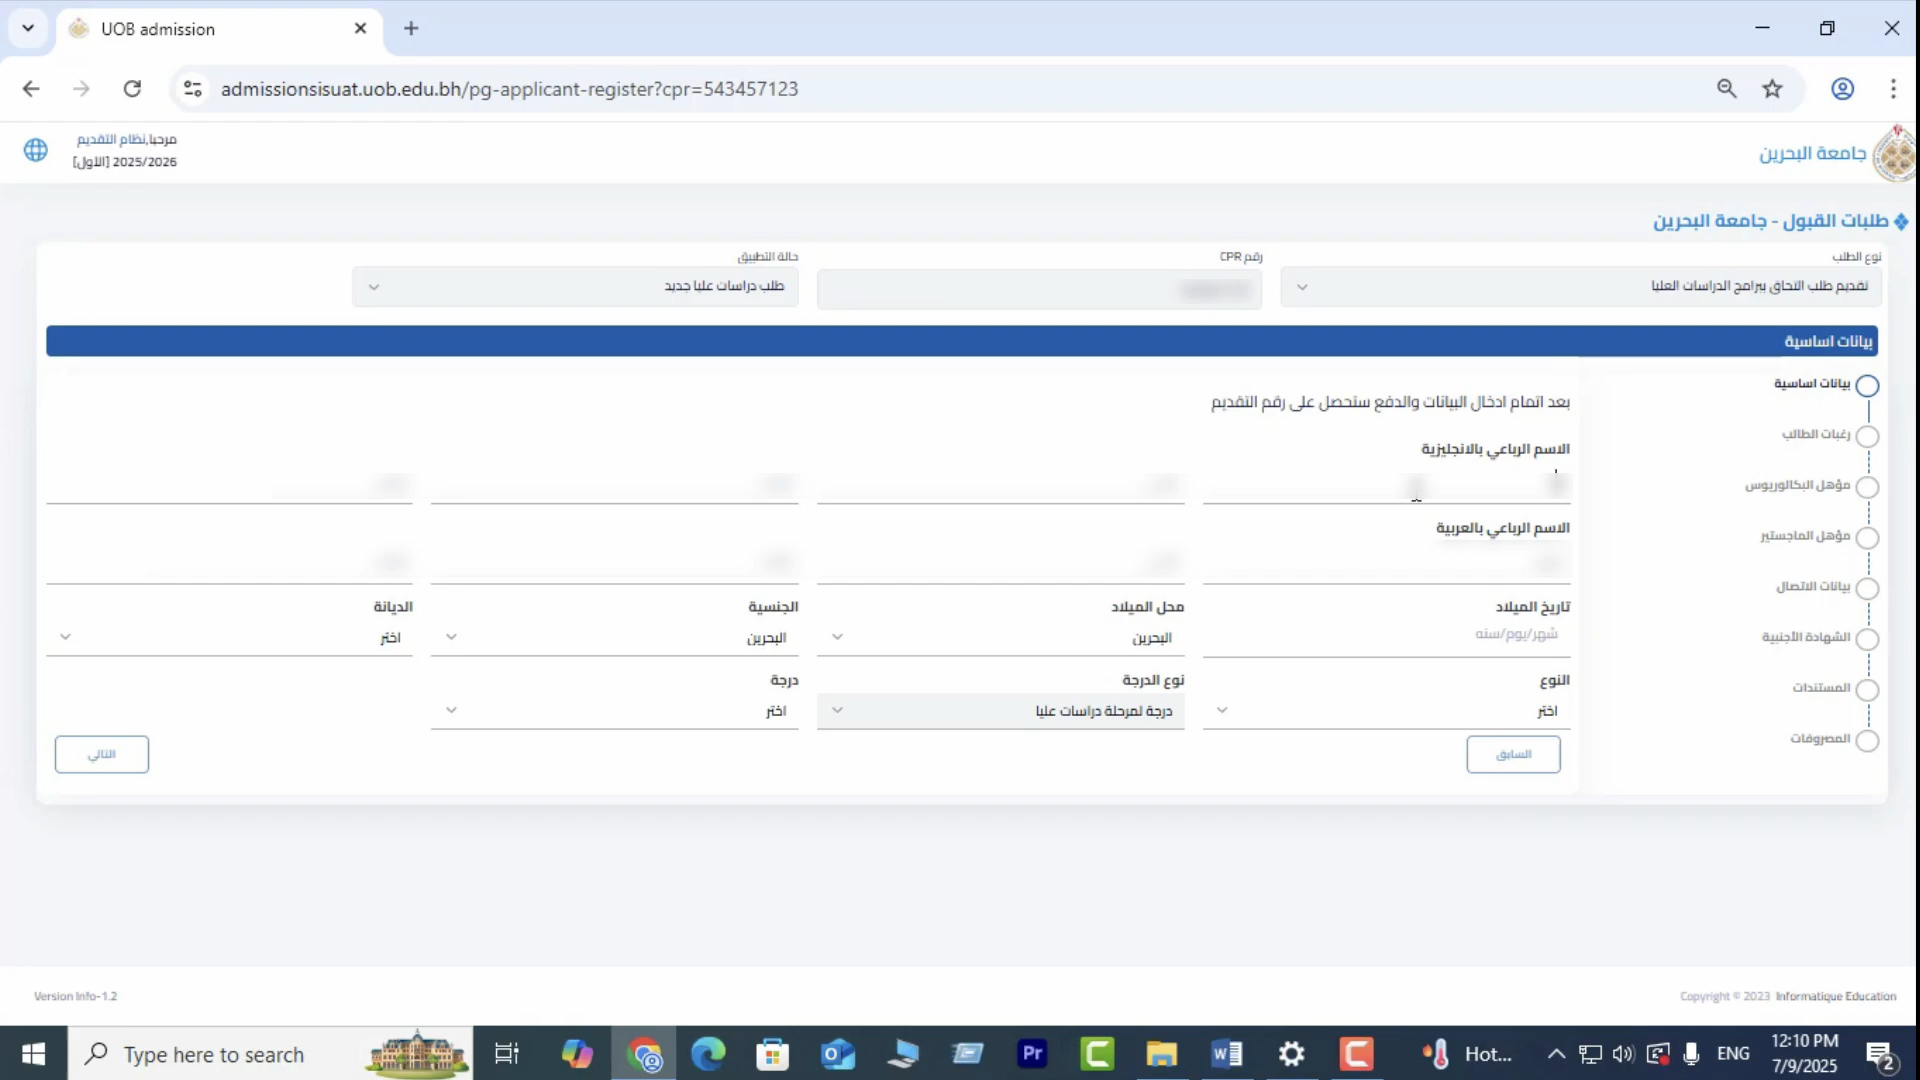 UOB admission
admissionsisuat.uob.edu.bh/pg-applicant-register?cpr=543457123
جامعة البحرين
مرحبا,نظام التقديم
2025/2026 [الأول]
طلبات القبول - جامعة البحرين
نوع الطلب
رقم CPR
حالة التطبيق
تقديم طلب التحاق ببرامج الدراسات العليا
طلب دراسات عليا جديد
بيانات اساسية
بيانات اساسية
رغبات الطالب
مؤهل البكالوريوس
مؤهل الماجستير
بيانات الاتصال
الشهادة الأجنبية
المستندات
المصروفات
بعد اتمام ادخال البيانات والدفع ستحصل على رقم التقديم
الاسم الرباعي بالانجليزية
الاسم الرباعي بالعربية
تاريخ الميلاد
محل الميلاد
الجنسية
الديانة
شهر/يوم/سنه
البحرين
البحرين
اختر
النوع
نوع الدرجة
درجة
اختر
درجة لمرحلة دراسات عليا
اختر
السابق
التالي
Version Info-1.2
Copyright © 2023 Informatique Education
Type here to search
Pr
Hot...
ENG
12:10 PM
7/9/2025
2